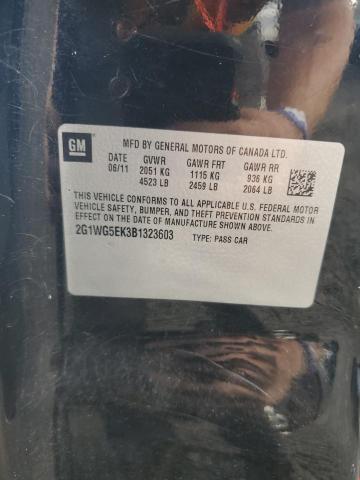 GM
MFD BY GENERAL MOTORS OF CANADA LTD.
DATE GVWR GAWR FRT GAWR RR
06/11 2051 KG 1115 KG 936 KG
4523 LB 2459 LB 2064 LB
THIS VEHICLE CONFORMS TO ALL APPLICABLE U.S. FEDERAL MOTOR
VEHICLE SAFETY, BUMPER, AND THEFT PREVENTION STANDARDS
IN EFFECT ON THE DATE OF MANUFACTURE SHOWN ABOVE.
2G1WG5EK3B1323603 TYPE: PASS CAR